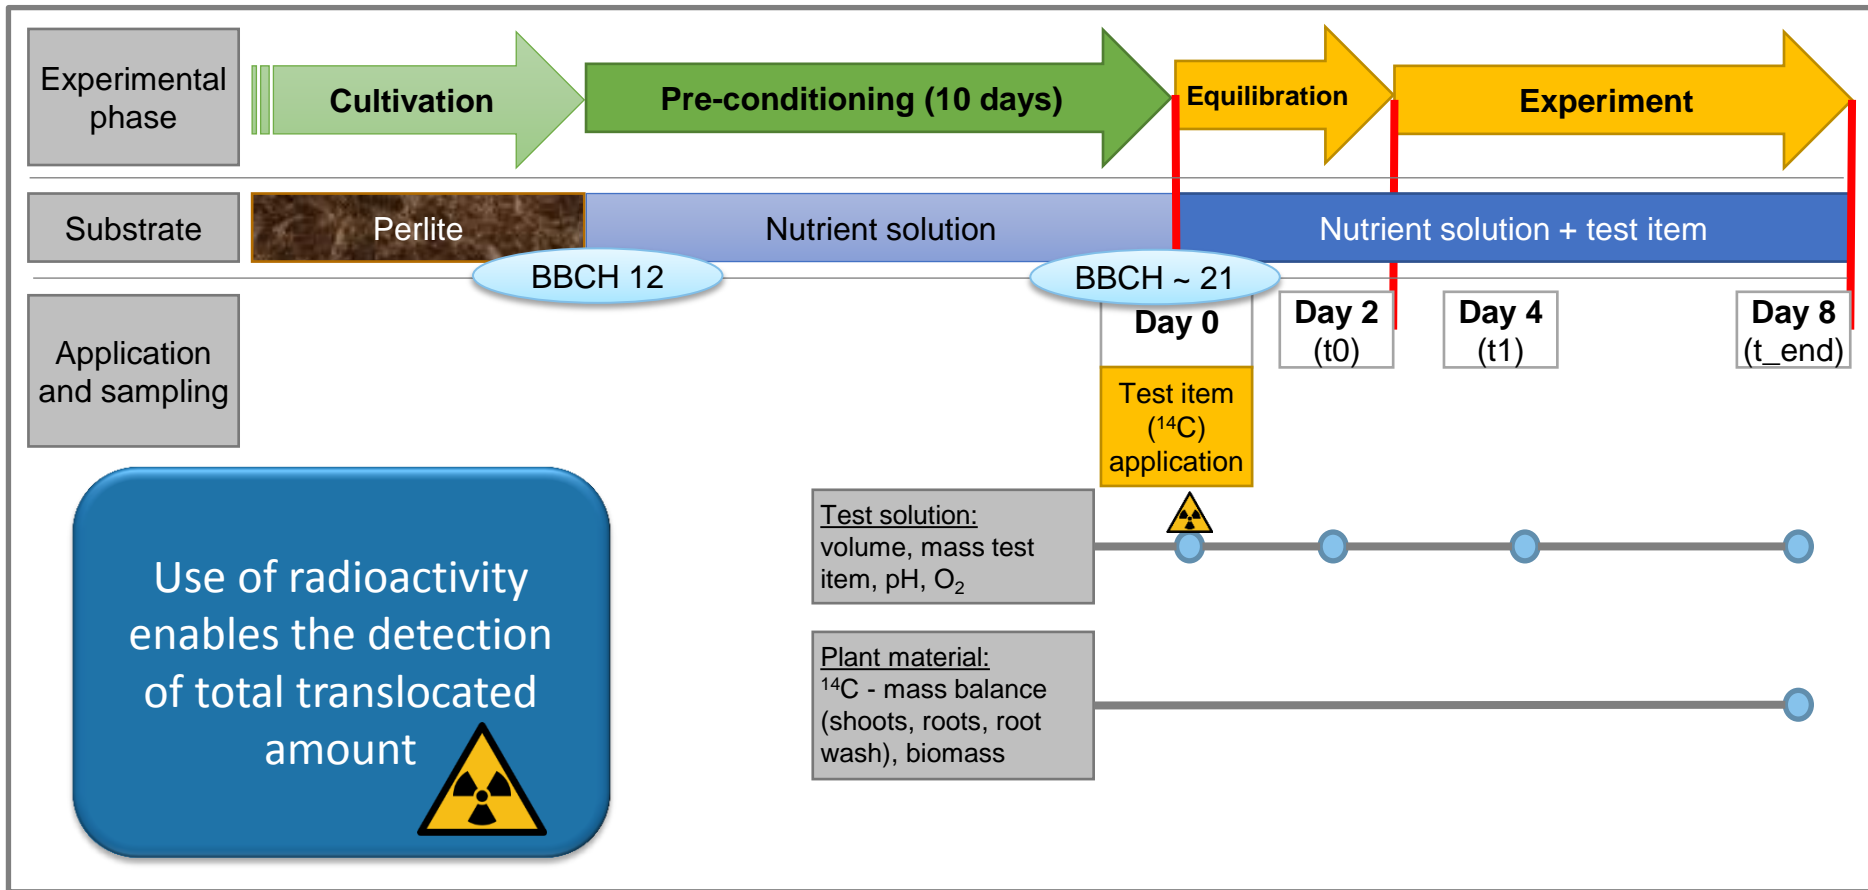 Experimental
phase
Cultivation
Pre-conditioning (10 days)
Equilibration
Experiment
Substrate
Perlite
Nutrient solution
Nutrient solution + test item
BBCH 12
BBCH ~ 21
Application
and sampling
Day 0
Day 2
(t0)
Day 4
(t1)
Day 8
(t_end)
Test item
(¹⁴C)
application
Test solution:
volume, mass test
item, pH, O₂
Plant material:
¹⁴C - mass balance
(shoots, roots, root
wash), biomass
Use of radioactivity
enables the detection
of total translocated
amount